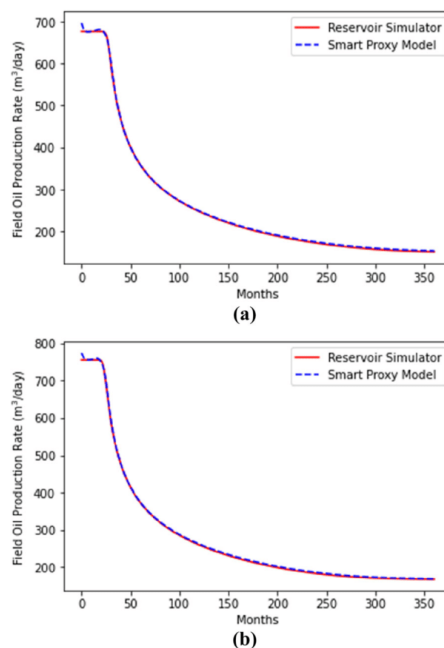 700
600
500
400
300
200
Field Oil Production Rate (m³/day)
Reservoir Simulator
Smart Proxy Model
0 50 100 150 200 250 300 350
Months
(a)
800
700
600
500
400
300
200
Field Oil Production Rate (m³/day)
Reservoir Simulator
Smart Proxy Model
0 50 100 150 200 250 300 350
Months
(b)